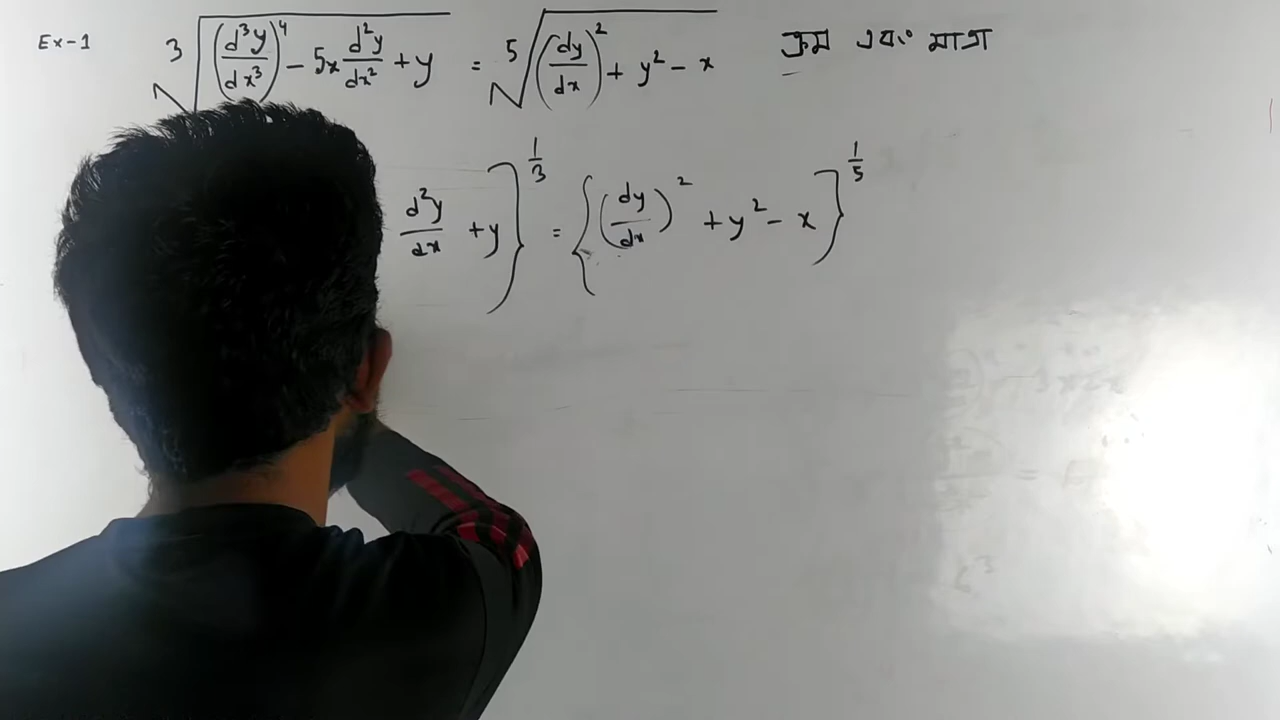 Ex-1 ∛((d³y/dx³)⁴ - 5x d²y/dx² + y) = ⁵√((dy/dx)² + y² - x) ক্রম এবং মাত্রা
d²y/dx + y}^(1/3) = {(dy/dx)² + y² - x}^(1/5)